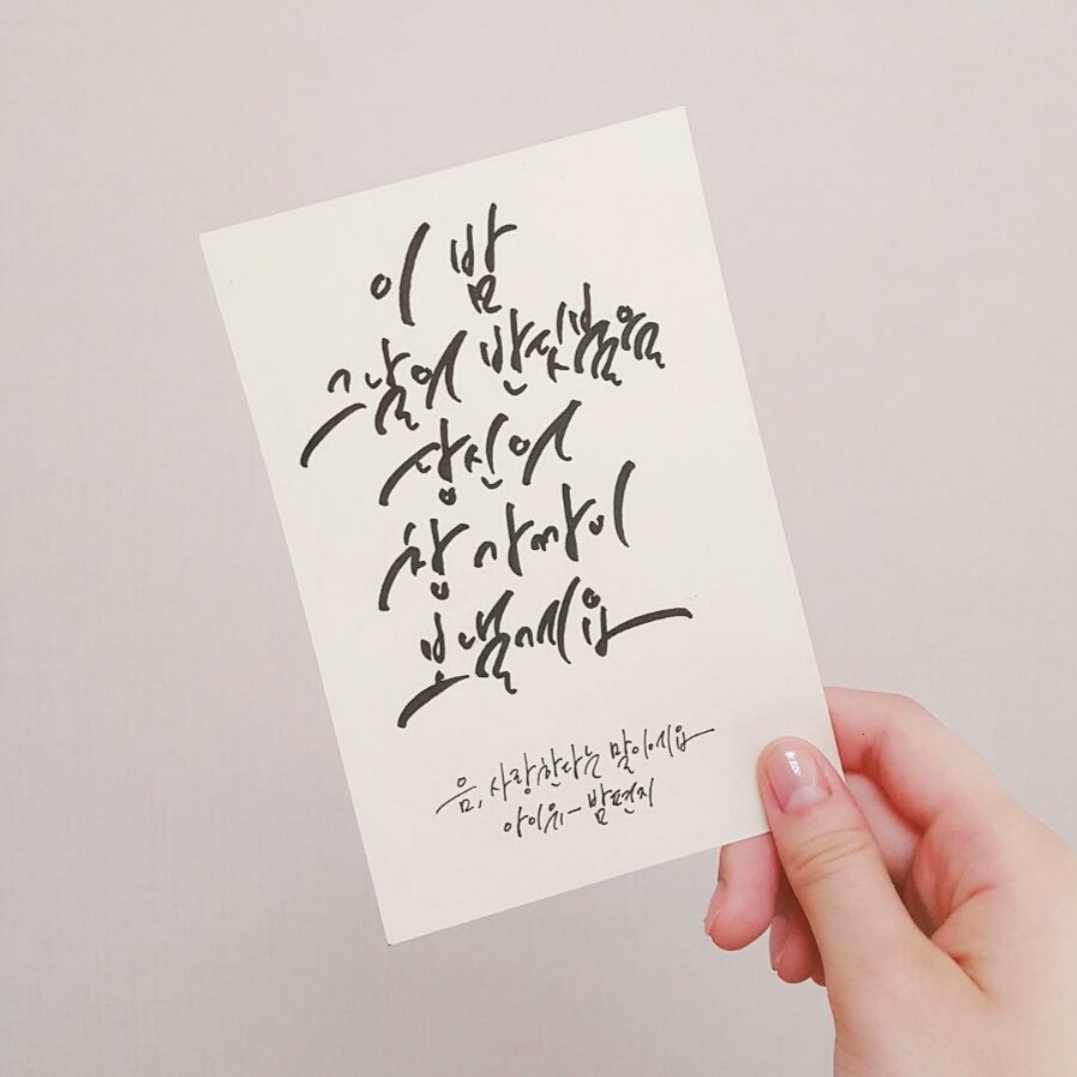 이 밤
그날의 반딧불을
당신의
창 가까이
보낼게요
음, 사랑한다는 말이에요
아이유 - 밤편지